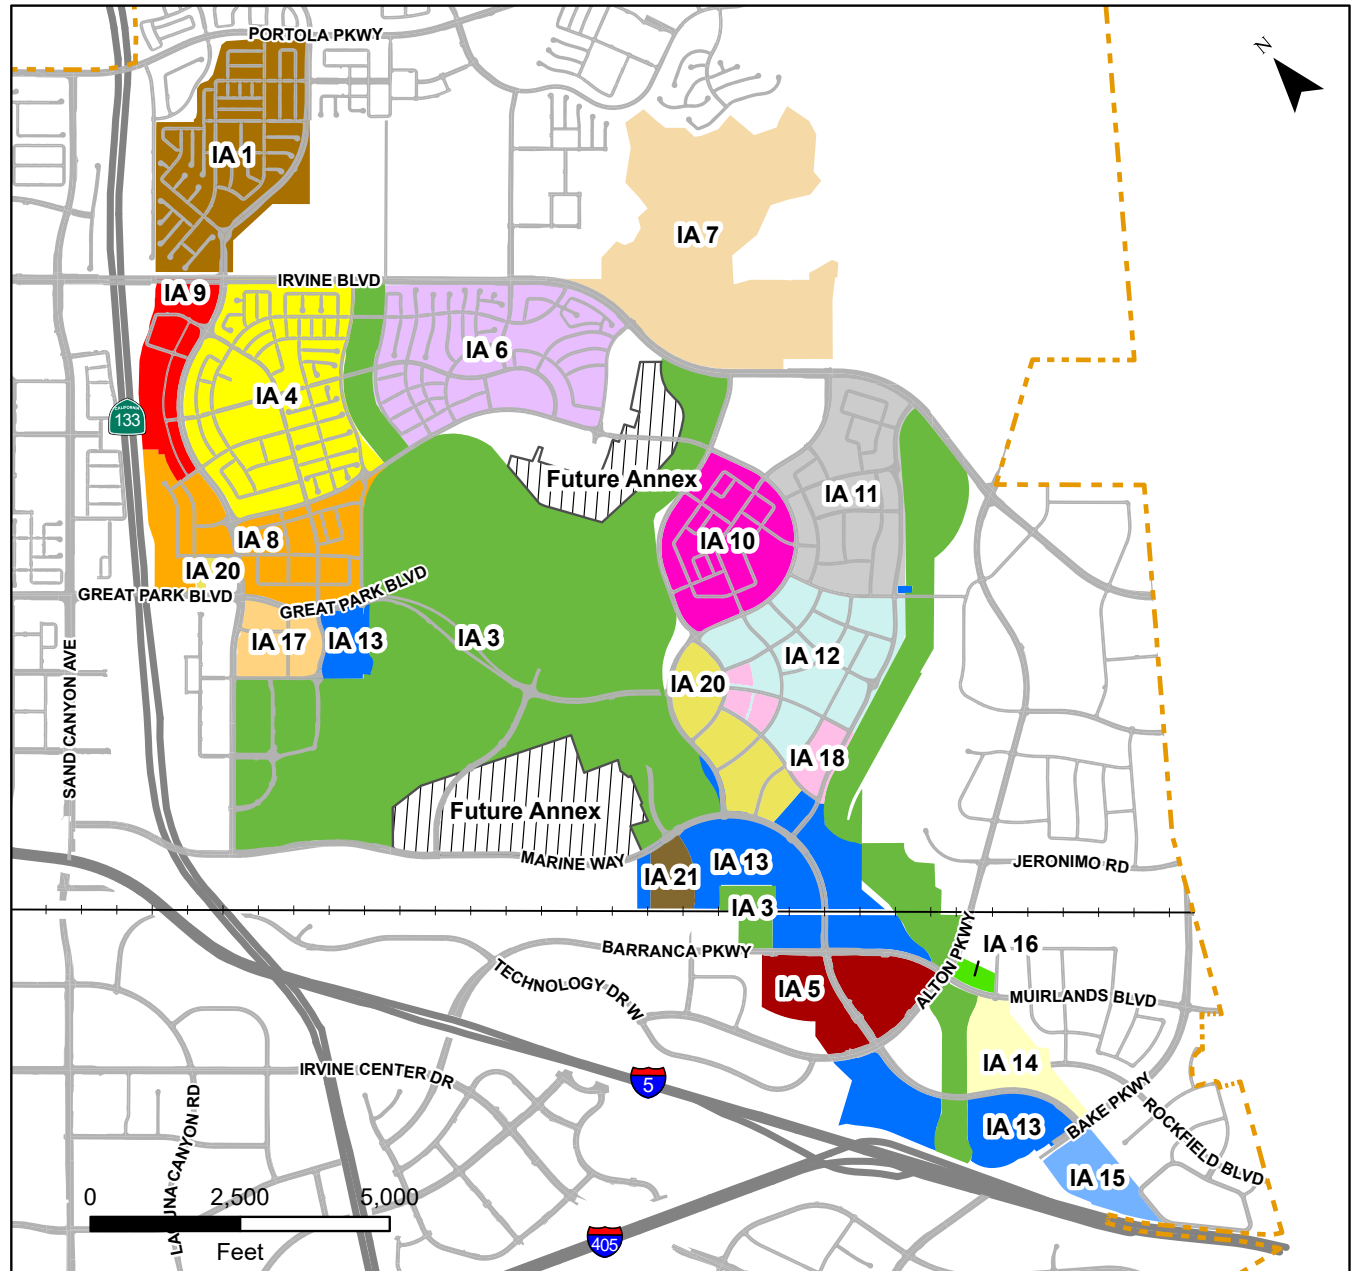 PORTOLA PKWY
N
IA 1
IA 7
IRVINE BLVD
IA 9
IA 6
IA 4
CALIFORNIA
133
Future Annex
IA 11
IA 8
IA 10
IA 20
GREAT PARK BLVD
GREAT PARK BLVD
IA 17
IA 13
IA 3
IA 12
IA 20
SAND CANYON AVE
IA 18
Future Annex
MARINE WAY
IA 13
JERONIMO RD
IA 21
IA 3
BARRANCA PKWY
IA 16
TECHNOLOGY DR W
IA 5
ALTON PKWY
MUIRLANDS BLVD
IA 14
IRVINE CENTER DR
5
LAGUNA CANYON RD
BAKE PKWY
ROCKFIELD BLVD
IA 13
IA 15
0 2,500 5,000
Feet
405